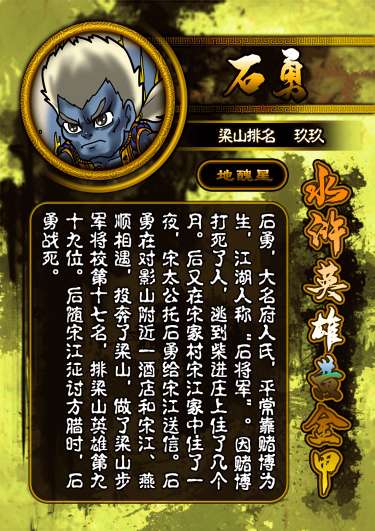 石勇
梁山排名 玖玖
地醜星
水浒英雄黄金甲
石勇，大名府人氏，平常靠赌博为
生，江湖人称“石将军”。因赌博
打死了人，逃到柴进庄上住了几个
月。后又在宋家村宋江家中住了一
夜，宋太公托石勇给宋江送信。石
勇在对影山附近一酒店和宋江、燕
顺相遇，投奔了梁山，做了梁山步
军将校第十七名，排梁山英雄第九
十九位。后随宋江征讨方腊时，石
勇战死。